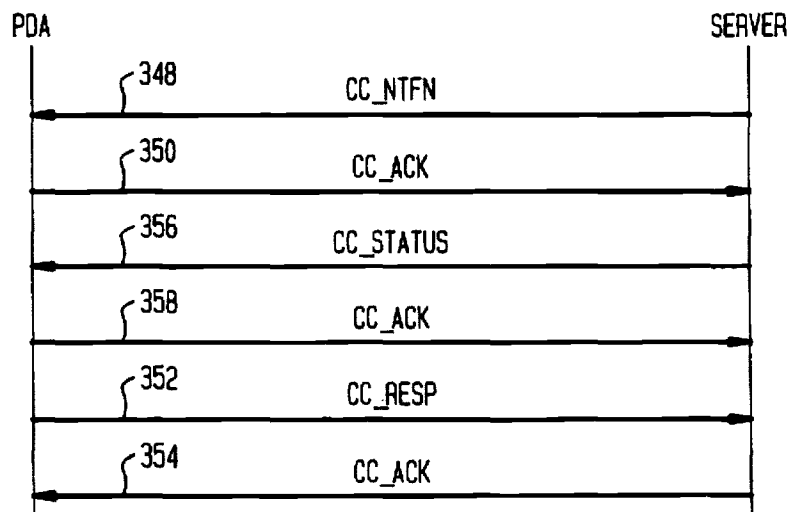 PDA SERVER
348 CC_NTFN
350 CC_ACK
356 CC_STATUS
358 CC_ACK
352 CC_RESP
354 CC_ACK